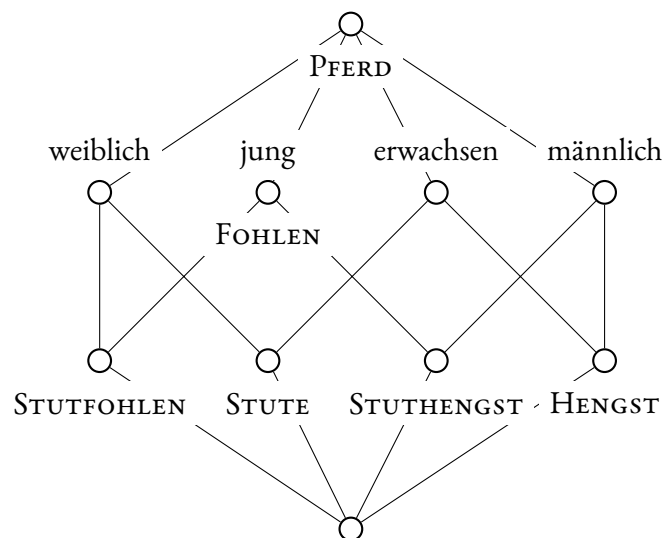 PFERD
weiblich jung erwachsen männlich
FOHLEN
STUTFOHLEN STUTE STUTHENGST HENGST